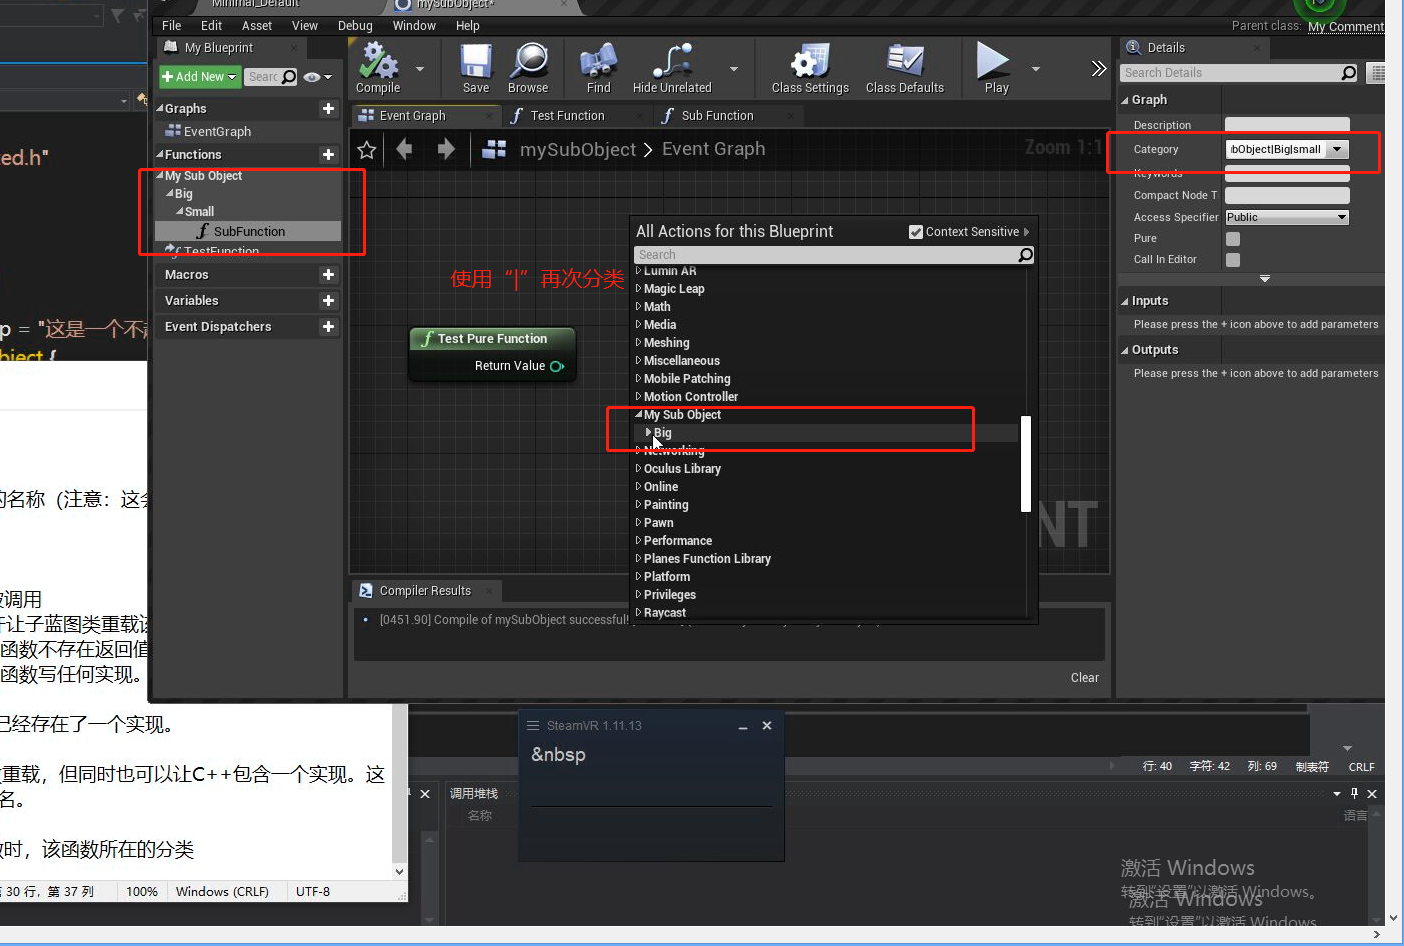 Minimal_Default
mySubObject*
File Edit Asset View Debug Window Help
Parent class: My Comment
My Blueprint
Add New
Searc
Graphs
EventGraph
Functions
My Sub Object
Big
Small
SubFunction
TestFunction
Macros
Variables
Event Dispatchers
Compile
Save
Browse
Find
Hide Unrelated
Class Settings
Class Defaults
Play
Event Graph
Test Function
Sub Function
mySubObject > Event Graph
Zoom 1:1
使用“|”再次分类
Test Pure Function
Return Value
All Actions for this Blueprint
Context Sensitive
Search
Lumin AR
Magic Leap
Math
Media
Meshing
Miscellaneous
Mobile Patching
Motion Controller
My Sub Object
Big
Networking
Oculus Library
Online
Painting
Pawn
Performance
Planes Function Library
Platform
Privileges
Raycast
NT
Compiler Results
[0451.90] Compile of mySubObject successful!
Clear
Details
Search Details
Graph
Description
Category
bObject|Big|small
Keywords
Compact Node T
Access Specifier
Public
Pure
Call In Editor
Inputs
Please press the + icon above to add parameters
Outputs
Please press the + icon above to add parameters
ted.h"
p = "这是一个不
bject {
的名称（注意：这会
被调用
许让子蓝图类重载该
函数不存在返回值
函数写任何实现。
已经存在了一个实现。
重载，但同时也可以让C++包含一个实现。这
名。
数时，该函数所在的分类
30 行，第 37 列
100%
Windows (CRLF)
UTF-8
SteamVR 1.11.13
&nbsp
行: 40
字符: 42
列: 69
制表符
CRLF
调用堆栈
名称
语言
激活 Windows
转到“设置”以激活 Windows。
激活 Windows
转到“设置”以激活 Windows